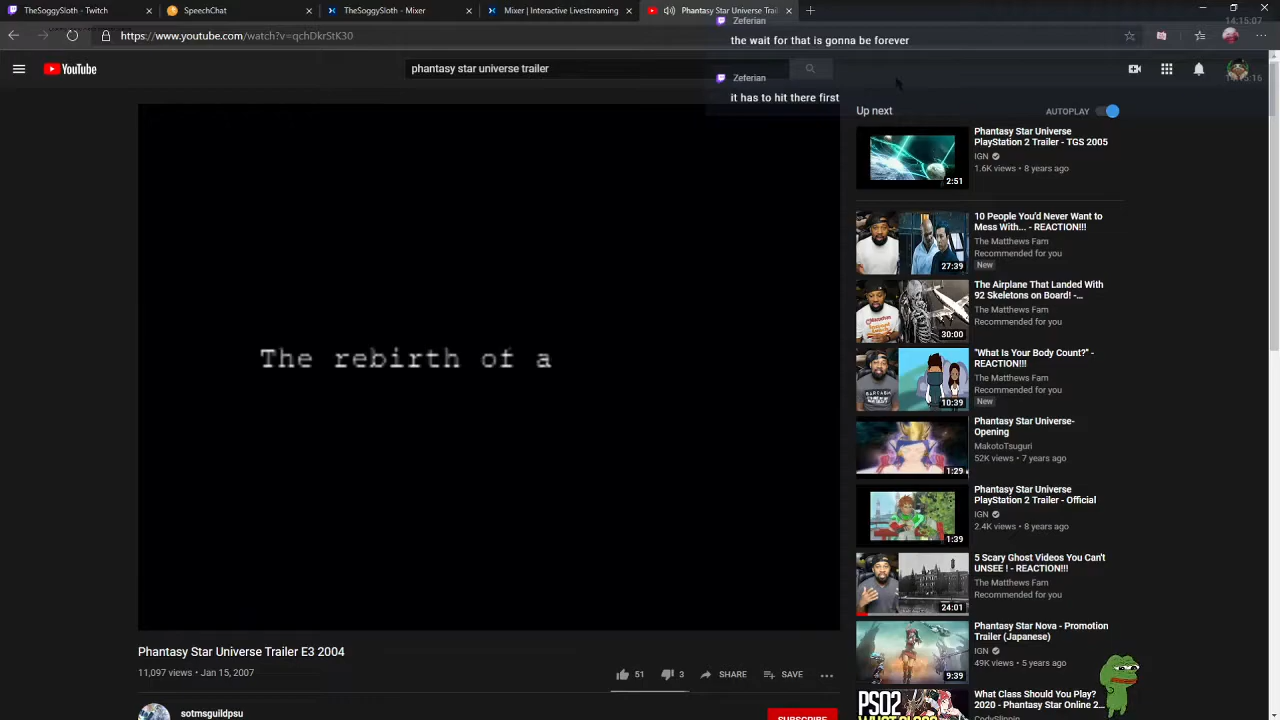 TheSoggySloth - Twitch
SpeechChat
TheSoggySloth - Mixer
Mixer | Interactive Livestreaming
Phantasy Star Universe Trail
Zeferian
14:15:07
https://www.youtube.com/watch?v=qchDkrStK30
the wait for that is gonna be forever
YouTube
phantasy star universe trailer
Zeferian
14:15:16
it has to hit there first
Up next
AUTOPLAY
Phantasy Star Universe
PlayStation 2 Trailer - TGS 2005
IGN
1.6K views • 8 years ago
2:51
10 People You'd Never Want to
Mess With... - REACTION!!!
The Matthews Fam
Recommended for you
New
27:39
The Airplane That Landed With
92 Skeletons on Board! -...
The Matthews Fam
Recommended for you
30:00
The rebirth of a
"What Is Your Body Count?" -
REACTION!!!
The Matthews Fam
Recommended for you
New
10:39
Phantasy Star Universe-
Opening
MakotoTsuguri
52K views • 7 years ago
1:29
Phantasy Star Universe
PlayStation 2 Trailer - Official
IGN
2.4K views • 8 years ago
1:39
5 Scary Ghost Videos You Can't
UNSEE ! - REACTION!!!
The Matthews Fam
Recommended for you
24:01
Phantasy Star Nova - Promotion
Trailer (Japanese)
IGN
49K views • 5 years ago
9:39
Phantasy Star Universe Trailer E3 2004
11,097 views • Jan 15, 2007
51
3
SHARE
SAVE
PSO2
What Class Should You Play?
2020 - Phantasy Star Online 2...
CodySlippin
sotmsguildpsu
SUBSCRIBE